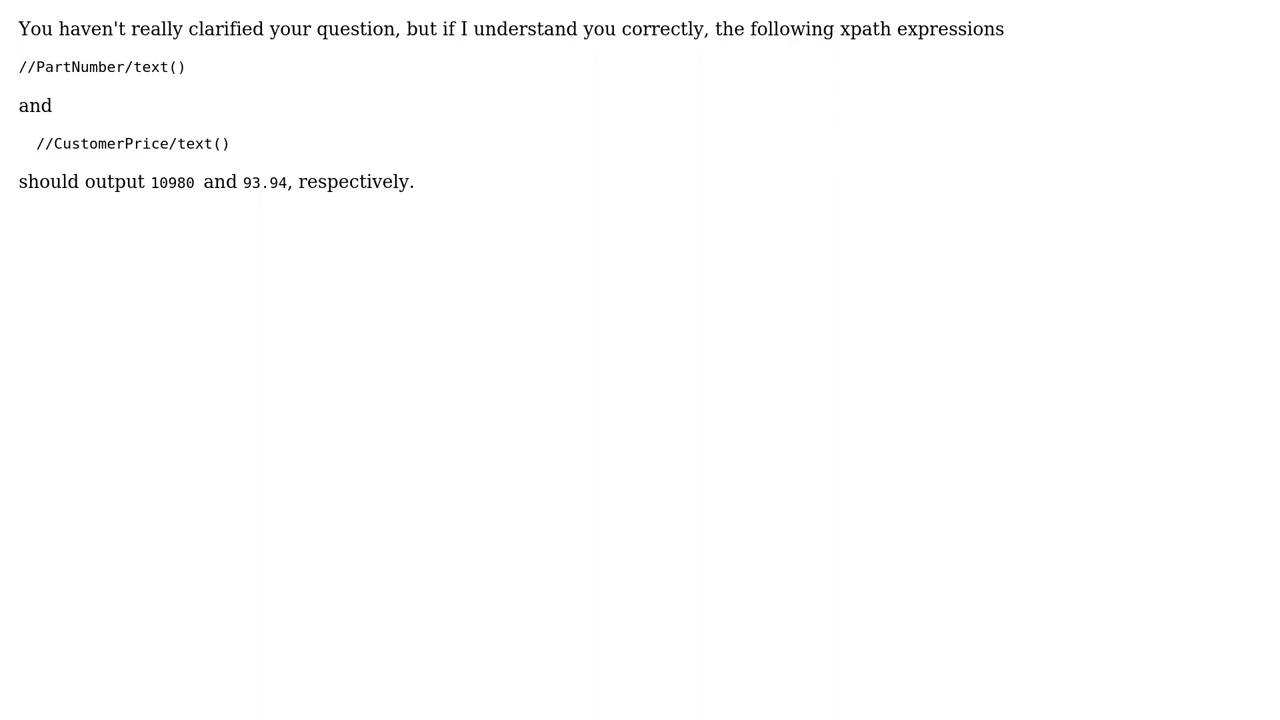 You haven't really clarified your question, but if I understand you correctly, the following xpath expressions
//PartNumber/text()
and
//CustomerPrice/text()
should output 10980 and 93.94, respectively.